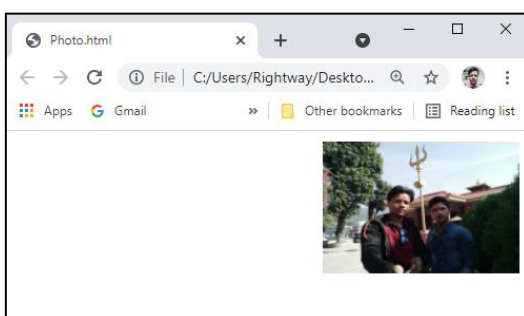 Photo.html
File | C:/Users/Rightway/Deskto...
Apps Gmail » Other bookmarks Reading list